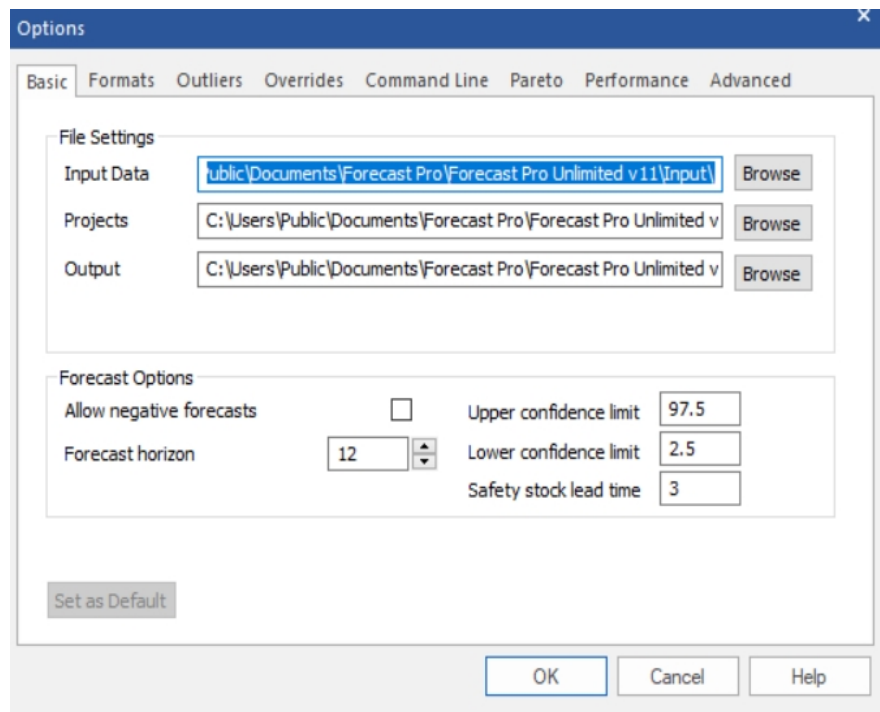 Options
Basic Formats Outliers Overrides Command Line Pareto Performance Advanced
File Settings
Input Data ublic\Documents\Forecast Pro\Forecast Pro Unlimited v11\Input\ Browse
Projects C:\Users\Public\Documents\Forecast Pro\Forecast Pro Unlimited v Browse
Output C:\Users\Public\Documents\Forecast Pro\Forecast Pro Unlimited v Browse
Forecast Options
Allow negative forecasts Upper confidence limit 97.5
Forecast horizon 12 Lower confidence limit 2.5
Safety stock lead time 3
Set as Default
OK Cancel Help